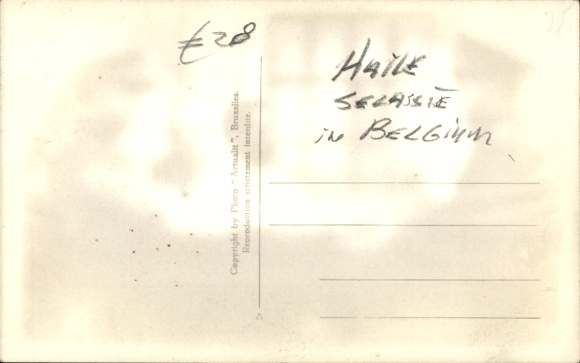 €28
HAILE
SELASSIE
IN BELGIUM
Copyright by Photo "Actualit", Bruxelles.
Reproduction strictement interdite.